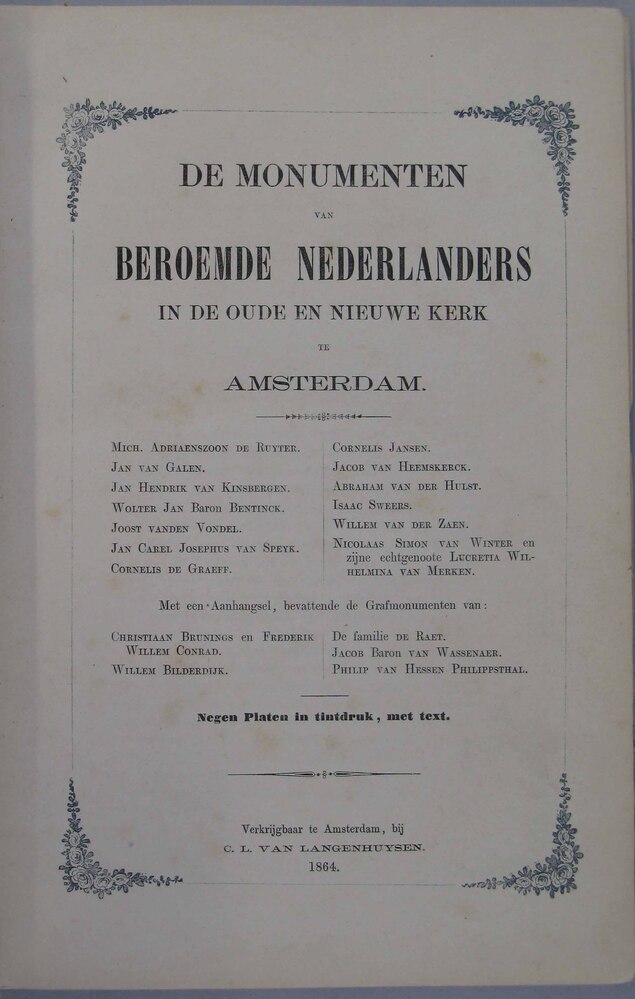 DE MONUMENTEN
VAN
BEROEMDE NEDERLANDERS
IN DE OUDE EN NIEUWE KERK
TE
AMSTERDAM.
Mich. Adriaenszoon de Ruyter.
Jan van Galen.
Jan Hendrik van Kinsbergen.
Wolter Jan Baron Bentinck.
Joost vanden Vondel.
Jan Carel Josephus van Speyk.
Cornelis de Graeff.
Cornelis Jansen.
Jacob van Heemskerck.
Abraham van der Hulst.
Isaac Sweers.
Willem van der Zaen.
Nicolaas Simon van Winter en
zijne echtgenoote Lucretia Wil-
helmina van Merken.
Met een Aanhangsel, bevattende de Grafmonumenten van:
Christiaan Brunings en Frederik
Willem Conrad.
Willem Bilderdijk.
De familie de Raet.
Jacob Baron van Wassenaer.
Philip van Hessen Philippsthal.
Negen Platen in tintdruk, met text.
Verkrijgbaar te Amsterdam, bij
C. L. VAN LANGENHUYSEN.
1864.